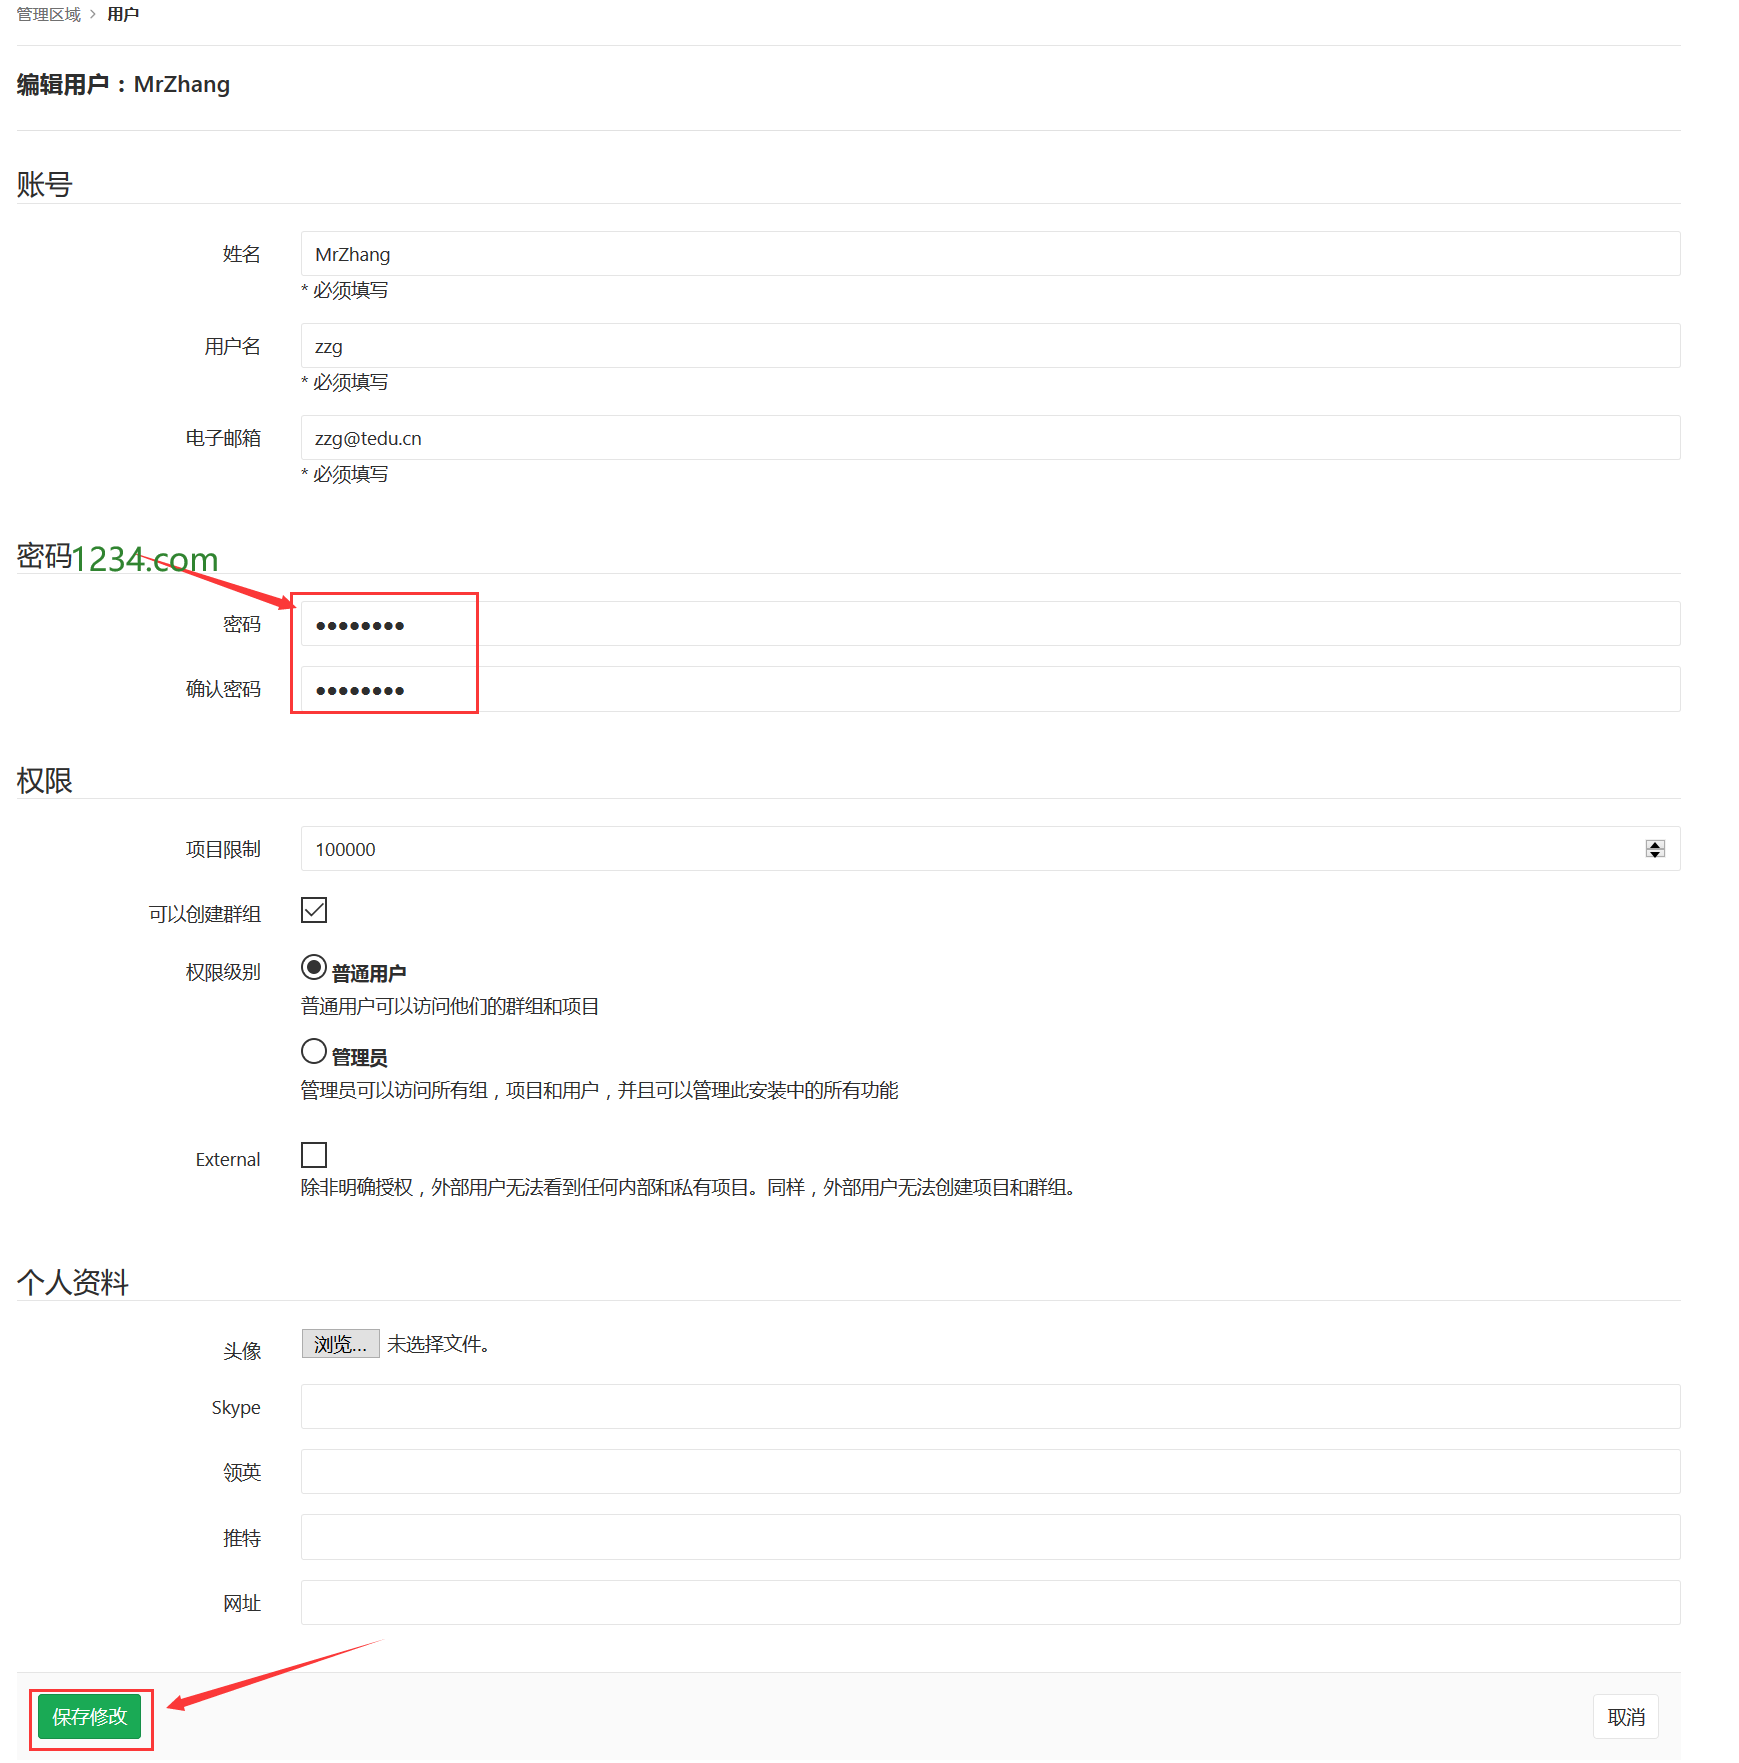 管理区域 > 用户
编辑用户：MrZhang
账号
姓名 MrZhang
* 必须填写
用户名 zzg
* 必须填写
电子邮箱 zzg@tedu.cn
* 必须填写
密码1234.com
密码 ●●●●●●●●
确认密码 ●●●●●●●●
权限
项目限制 100000
可以创建群组
权限级别 普通用户
普通用户可以访问他们的群组和项目
管理员
管理员可以访问所有组，项目和用户，并且可以管理此安装中的所有功能
External
除非明确授权，外部用户无法看到任何内部和私有项目。同样，外部用户无法创建项目和群组。
个人资料
头像 浏览... 未选择文件。
Skype
领英
推特
网址
保存修改 取消